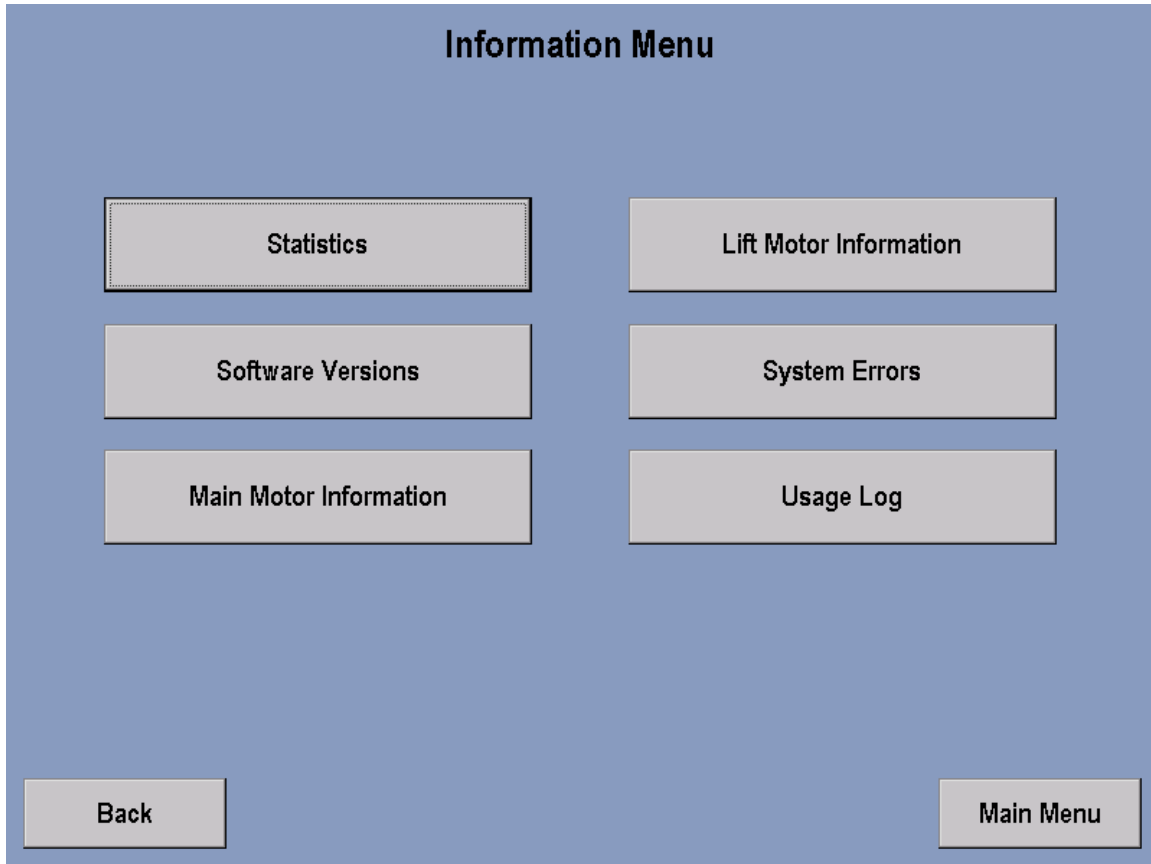 Information Menu
Statistics
Lift Motor Information
Software Versions
System Errors
Main Motor Information
Usage Log
Back
Main Menu